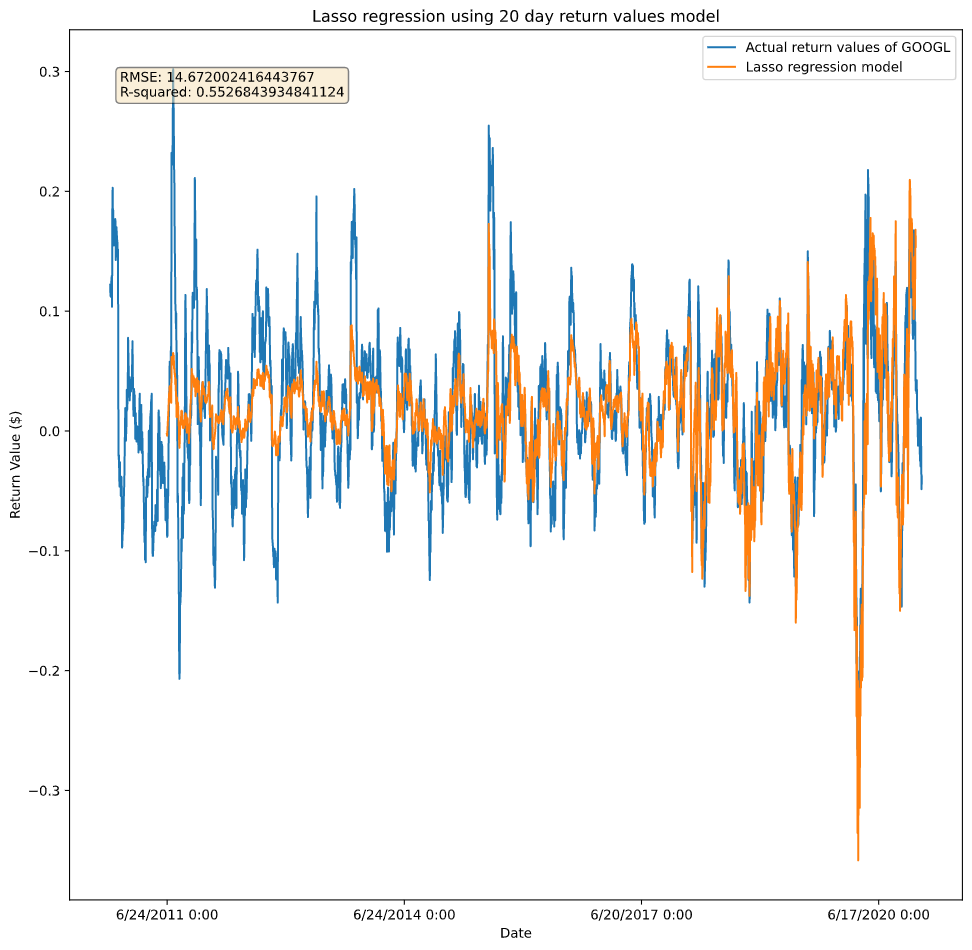 Lasso regression using 20 day return values model
Actual return values of GOOGL
Lasso regression model
RMSE: 14.672002416443767
R-squared: 0.5526843934841124
0.3
0.2
0.1
0.0
−0.1
−0.2
−0.3
Return Value ($)
6/24/2011 0:00
6/24/2014 0:00
6/20/2017 0:00
6/17/2020 0:00
Date